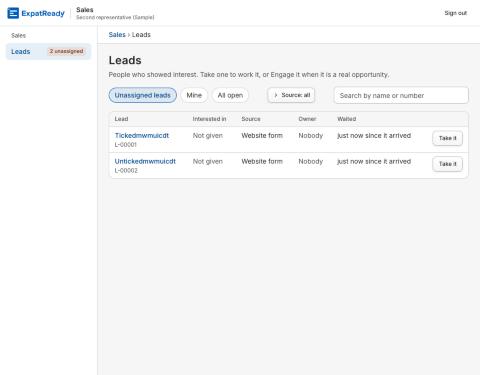 ExpatReady
Sales
Second representative (Sample)
Sign out
Sales
Leads
2 unassigned
Sales › Leads
Leads
People who showed interest. Take one to work it, or Engage it when it is a real opportunity.
Unassigned leads
Mine
All open
› Source: all
Search by name or number
Lead Interested in Source Owner Waited
Tickedmwmuicdt Not given Website form Nobody just now since it arrived Take it
L-00001
Untickedmwmuicdt Not given Website form Nobody just now since it arrived Take it
L-00002